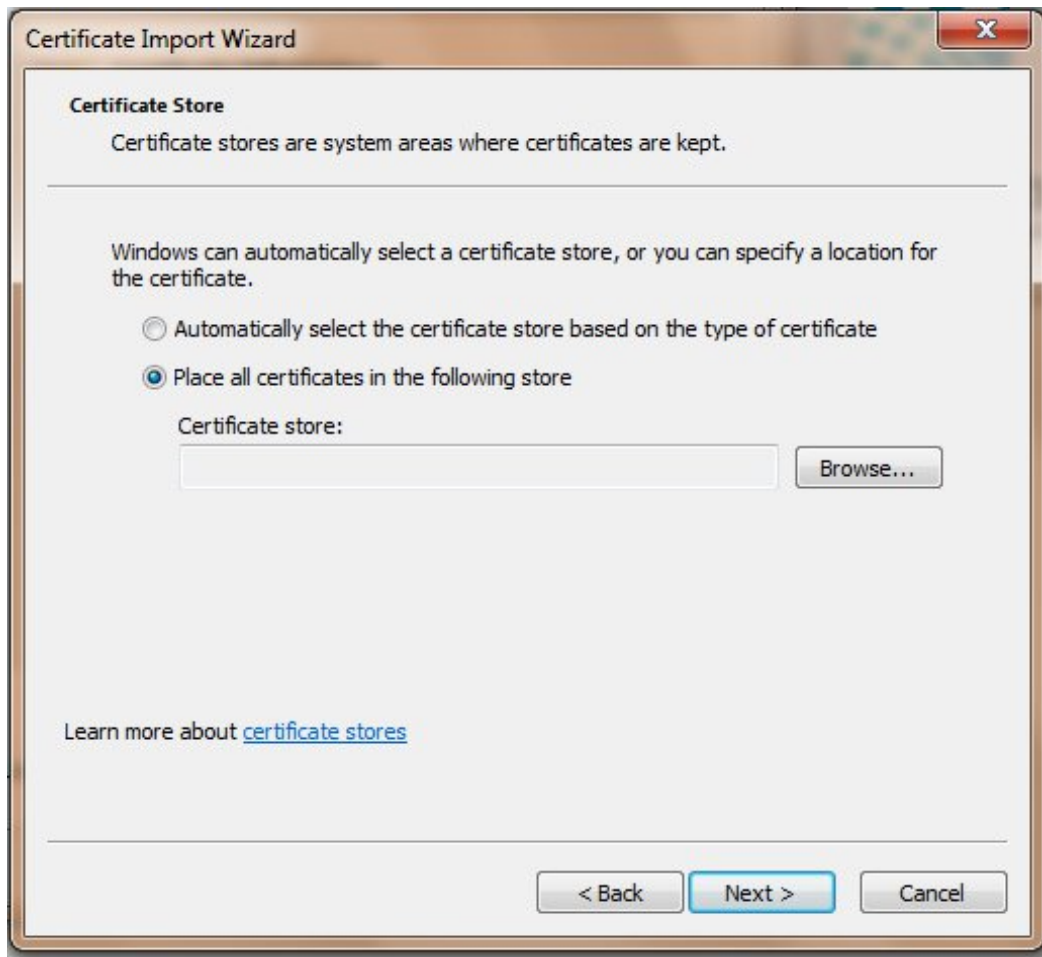 Certificate Import Wizard
Certificate Store
Certificate stores are system areas where certificates are kept.
Windows can automatically select a certificate store, or you can specify a location for
the certificate.
Automatically select the certificate store based on the type of certificate
Place all certificates in the following store
Certificate store:
Browse...
Learn more about certificate stores
< Back Next > Cancel